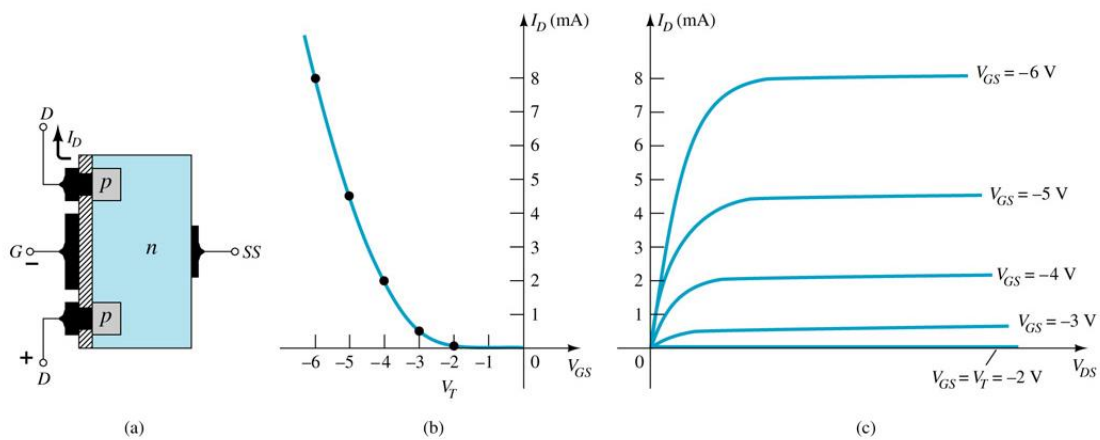 D
I_D
p
n
G
−
SS
p
+
D
(a)
I_D (mA)
8
7
6
5
4
3
2
1
0
−6 −5 −4 −3 −2 −1
V_T
V_GS
(b)
I_D (mA)
8
7
6
5
4
3
2
1
0
V_GS = −6 V
V_GS = −5 V
V_GS = −4 V
V_GS = −3 V
V_GS = V_T = −2 V
V_DS
(c)